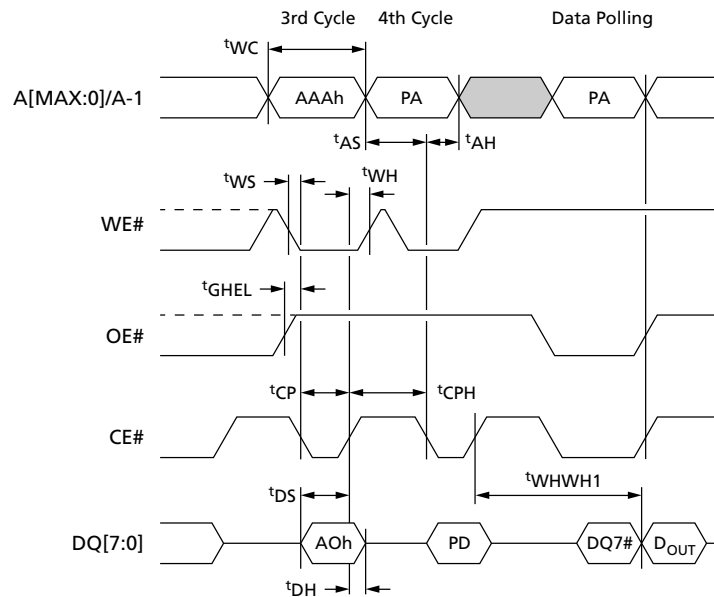 3rd Cycle 4th Cycle Data Polling
tWC
A[MAX:0]/A-1 AAAh PA PA
tAS tAH
tWS tWH
WE#
tGHEL
OE#
tCP tCPH
CE#
tWHWH1
tDS
DQ[7:0] AOh PD DQ7# DOUT
tDH